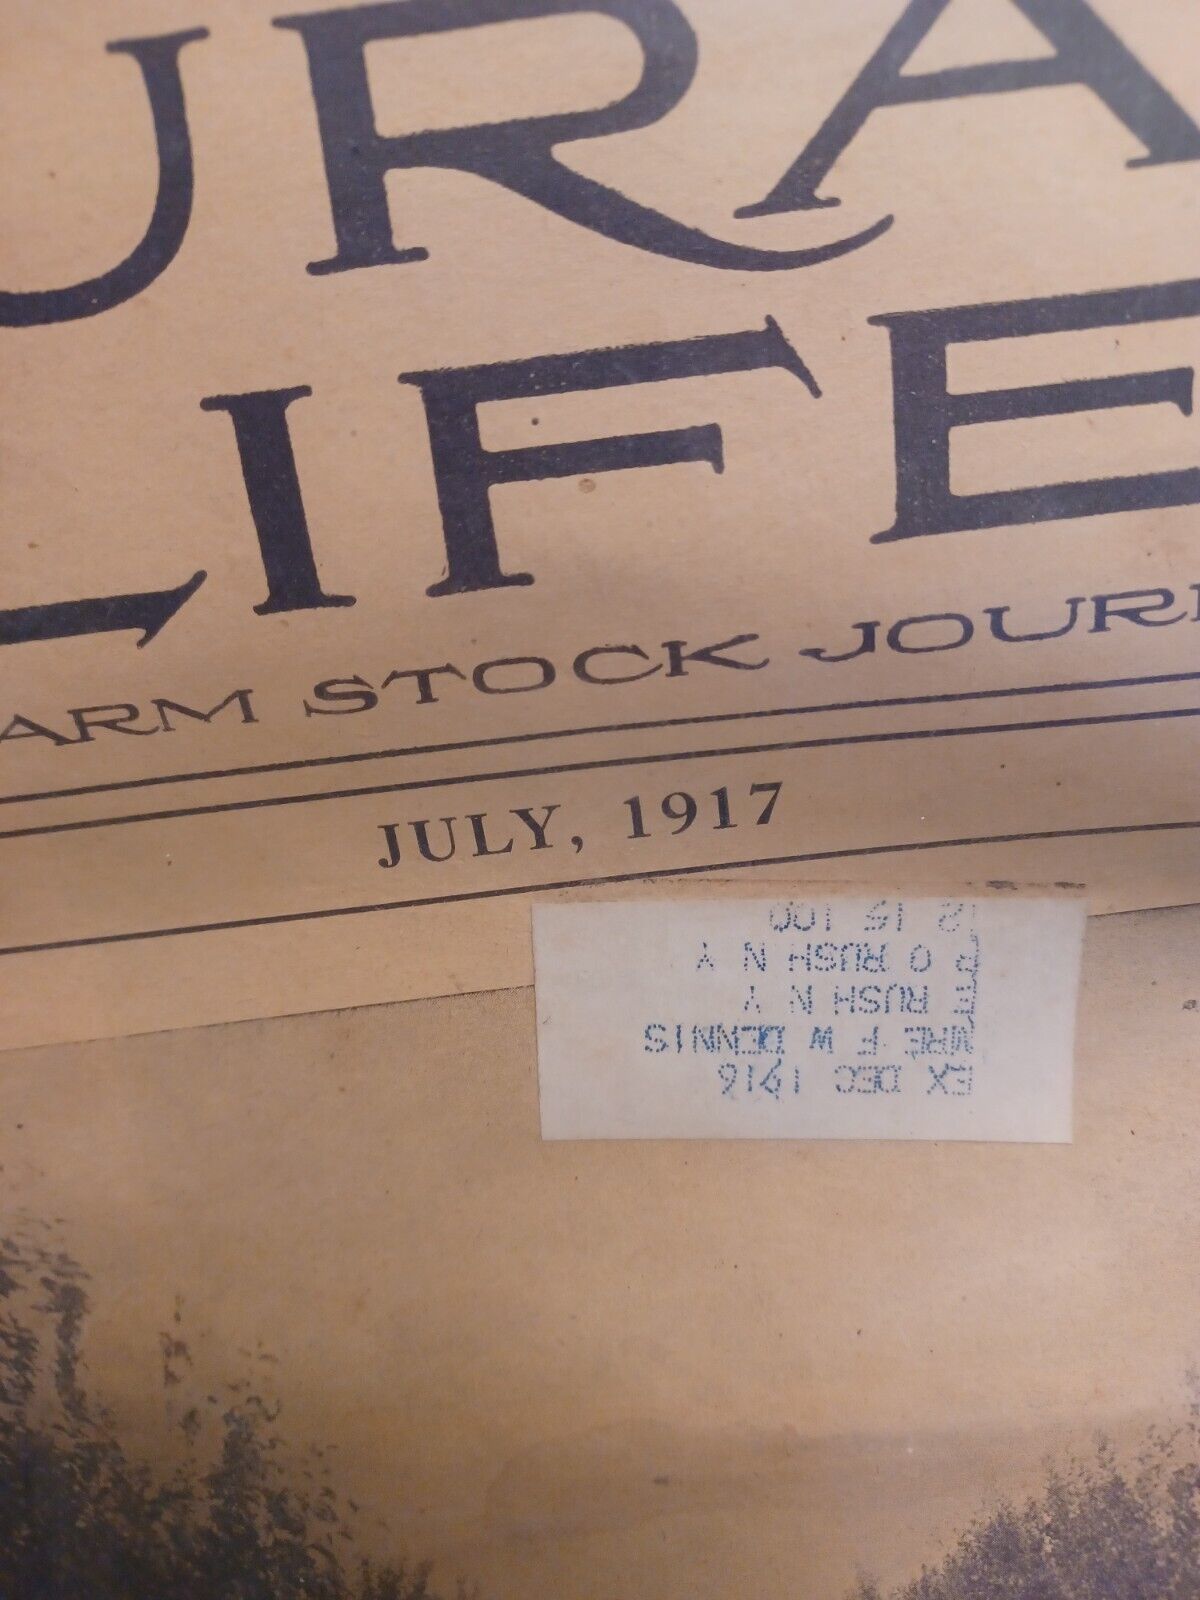 URA
LIFE
ARM STOCK JOUR
JULY, 1917
EX DEC 1916
MRE F W DENNIS
RUSH N Y
P O RUSH N Y
12 15 100